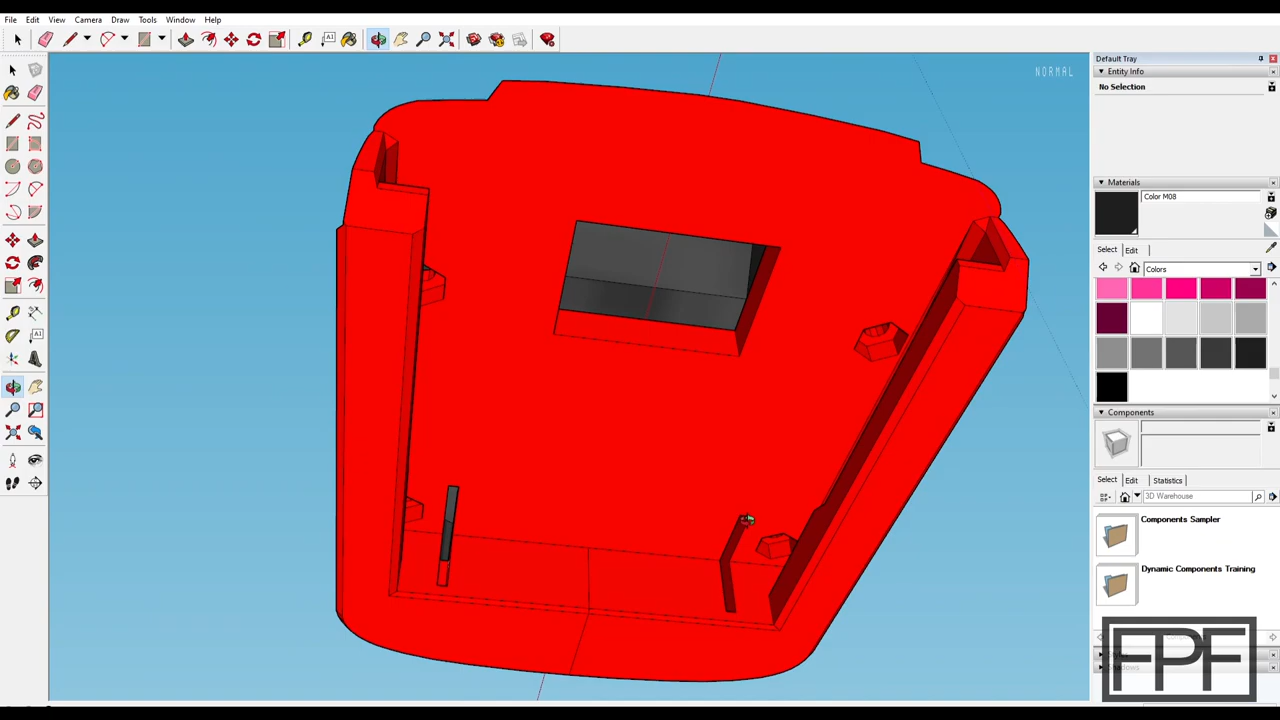 File Edit View Camera Draw Tools Window Help
NORMAL
Default Tray
Entity Info
No Selection
Materials
Color M08
Select Edit
Colors
Components
Select Edit Statistics
3D Warehouse
Components Sampler
Dynamic Components Training
Shadows
FPF